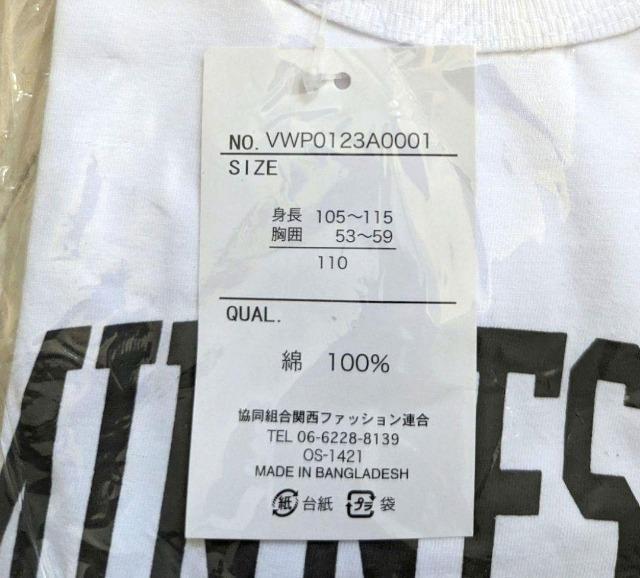 NO. VWP0123A0001
SIZE
身長 105～115
胸囲 53～59
110
QUAL.
綿 100%
協同組合関西ファッション連合
TEL 06-6228-8139
OS-1421
MADE IN BANGLADESH
紙 台紙 プラ 袋